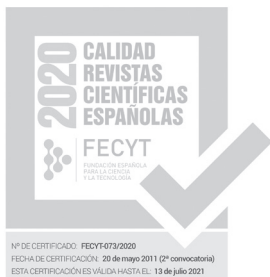 2020
CALIDAD
REVISTAS
CIENTÍFICAS
ESPAÑOLAS
FECYT
FUNDACIÓN ESPAÑOLA
PARA LA CIENCIA
Y LA TECNOLOGÍA
Nº DE CERTIFICADO: FECYT-073/2020
FECHA DE CERTIFICACIÓN: 20 de mayo 2011 (2ª convocatoria)
ESTA CERTIFICACIÓN ES VÁLIDA HASTA EL: 13 de julio 2021